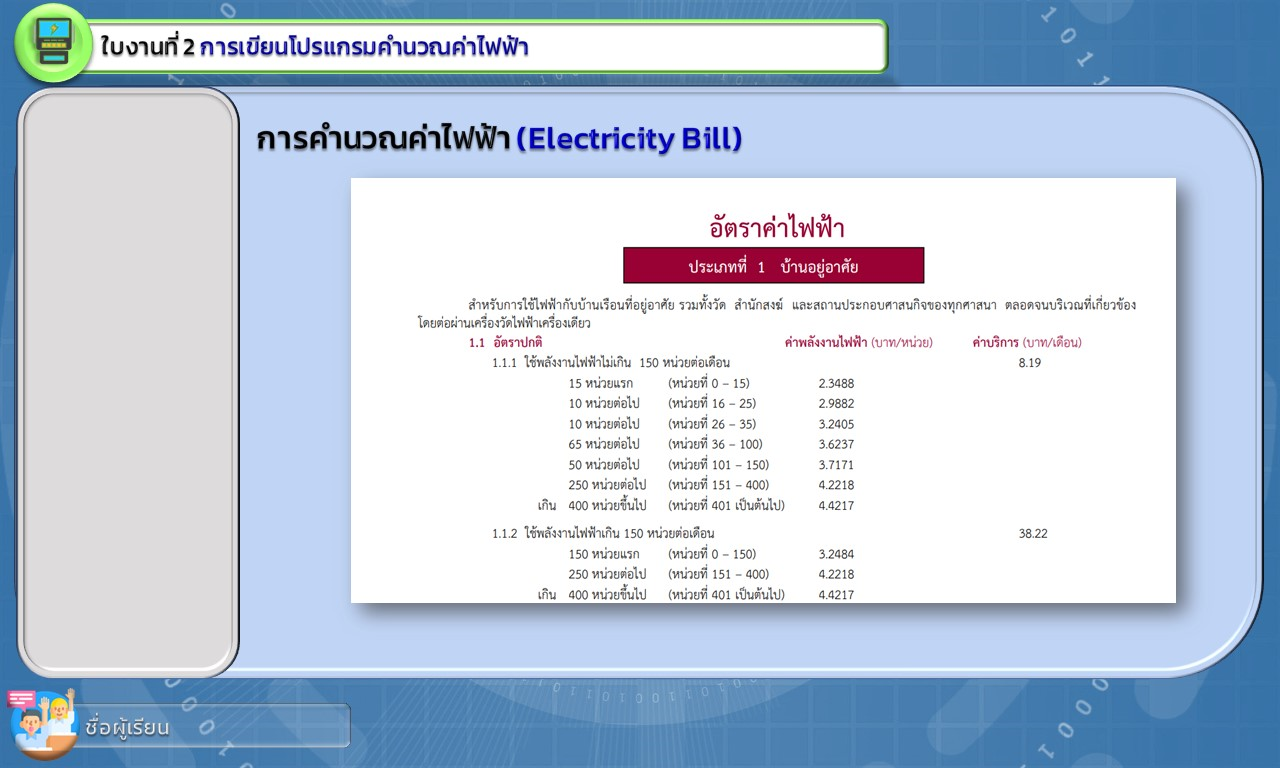 ใบงานที่ 2 การเขียนโปรแกรมคำนวณค่าไฟฟ้า
การคำนวณค่าไฟฟ้า (Electricity Bill)
อัตราค่าไฟฟ้า
ประเภทที่ 1 บ้านอยู่อาศัย
สำหรับการใช้ไฟฟ้ากับบ้านเรือนที่อยู่อาศัย รวมทั้งวัด สำนักสงฆ์ และสถานประกอบศาสนกิจของทุกศาสนา ตลอดจนบริเวณที่เกี่ยวข้อง
โดยต่อผ่านเครื่องวัดไฟฟ้าเครื่องเดียว
1.1 อัตราปกติ ค่าพลังงานไฟฟ้า (บาท/หน่วย) ค่าบริการ (บาท/เดือน)
1.1.1 ใช้พลังงานไฟฟ้าไม่เกิน 150 หน่วยต่อเดือน 8.19
15 หน่วยแรก (หน่วยที่ 0 – 15) 2.3488
10 หน่วยต่อไป (หน่วยที่ 16 – 25) 2.9882
10 หน่วยต่อไป (หน่วยที่ 26 – 35) 3.2405
65 หน่วยต่อไป (หน่วยที่ 36 – 100) 3.6237
50 หน่วยต่อไป (หน่วยที่ 101 – 150) 3.7171
250 หน่วยต่อไป (หน่วยที่ 151 – 400) 4.2218
เกิน 400 หน่วยขึ้นไป (หน่วยที่ 401 เป็นต้นไป) 4.4217
1.1.2 ใช้พลังงานไฟฟ้าเกิน 150 หน่วยต่อเดือน 38.22
150 หน่วยแรก (หน่วยที่ 0 – 150) 3.2484
250 หน่วยต่อไป (หน่วยที่ 151 – 400) 4.2218
เกิน 400 หน่วยขึ้นไป (หน่วยที่ 401 เป็นต้นไป) 4.4217
ชื่อผู้เรียน